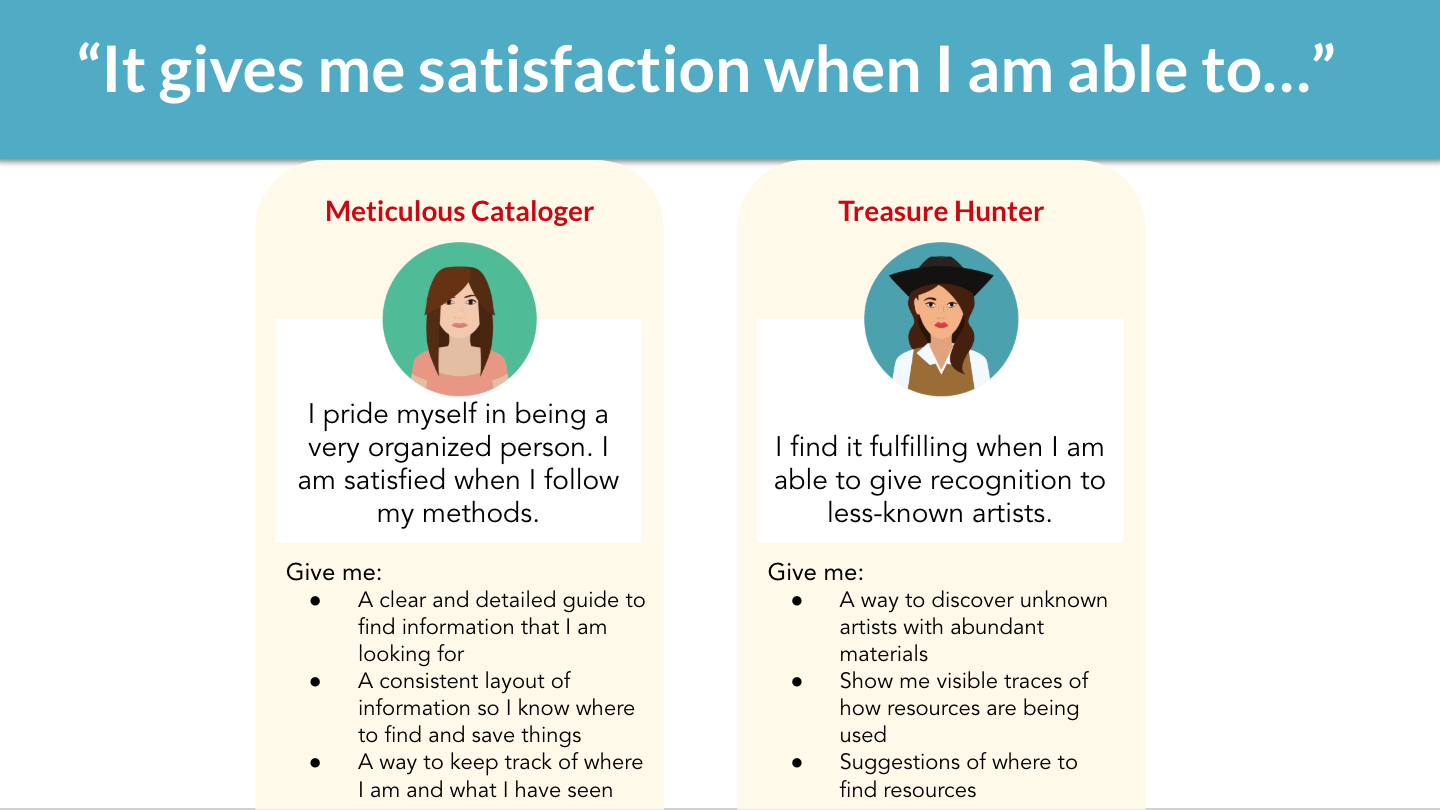 “It gives me satisfaction when I am able to...”
Meticulous Cataloger
I pride myself in being a
very organized person. I
am satisfied when I follow
my methods.
Give me:
● A clear and detailed guide to
find information that I am
looking for
● A consistent layout of
information so I know where
to find and save things
● A way to keep track of where
I am and what I have seen
Treasure Hunter
I find it fulfilling when I am
able to give recognition to
less-known artists.
Give me:
● A way to discover unknown
artists with abundant
materials
● Show me visible traces of
how resources are being
used
● Suggestions of where to
find resources